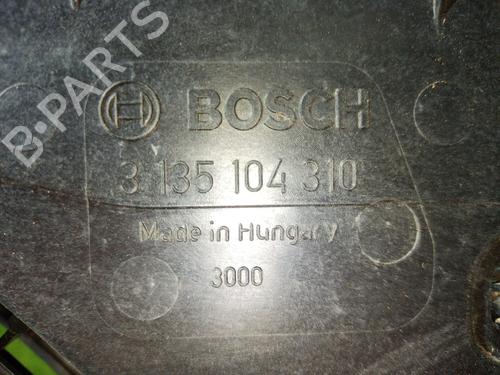 B-PARTS
BOSCH
3 135 104 310
Made in Hungary
3000